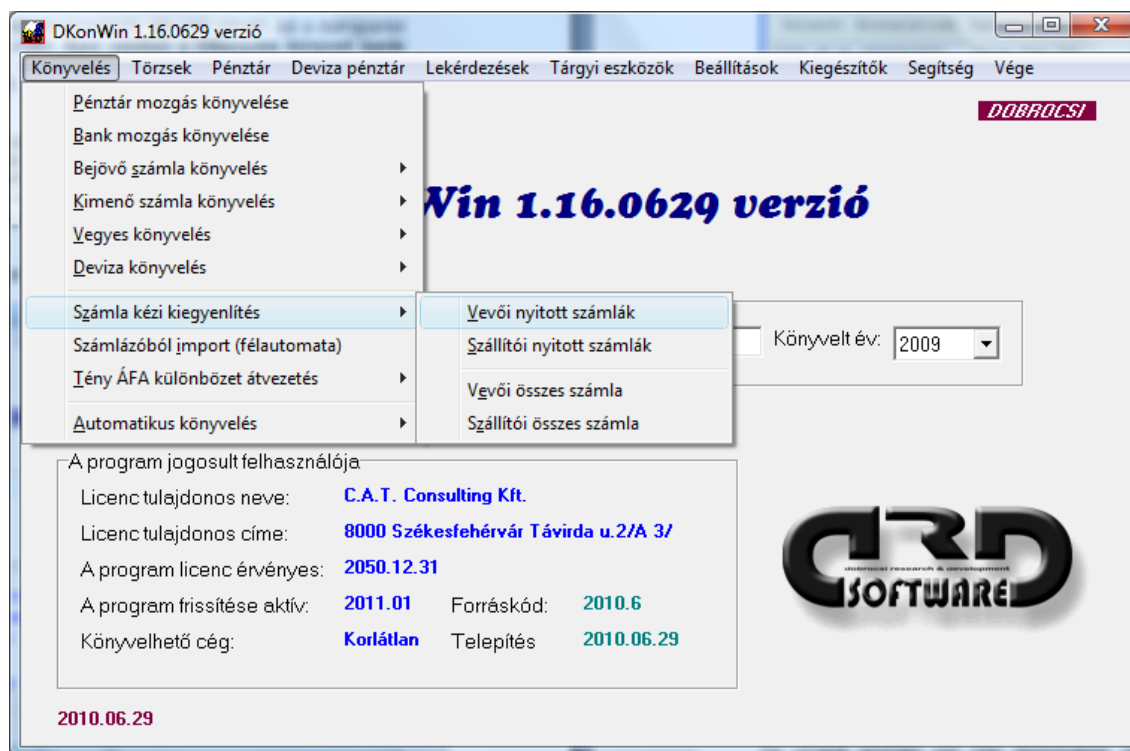 DKonWin 1.16.0629 verzió
Könyvelés Törzsek Pénztár Deviza pénztár Lekérdezések Tárgyi eszközök Beállítások Kiegészítők Segítség Vége
Pénztár mozgás könyvelése
Bank mozgás könyvelése
Bejövő számla könyvelés
Kimenő számla könyvelés
Vegyes könyvelés
Deviza könyvelés
Számla kézi kiegyenlítés
Számlázóból import (félautomata)
Tény ÁFA különbözet átvezetés
Automatikus könyvelés
Vevői nyitott számlák
Szállítói nyitott számlák
Vevői összes számla
Szállítói összes számla
DOBROCSI
Win 1.16.0629 verzió
Könyvelt év: 2009
A program jogosult felhasználója
Licenc tulajdonos neve: C.A.T. Consulting Kft.
Licenc tulajdonos címe: 8000 Székesfehérvár Távirda u.2/A 3/
A program licenc érvényes: 2050.12.31
A program frissítése aktív: 2011.01 Forráskód: 2010.6
Könyvelhető cég: Korlátlan Telepítés 2010.06.29
DRD
dobrocsi research & development
SOFTWARE
2010.06.29